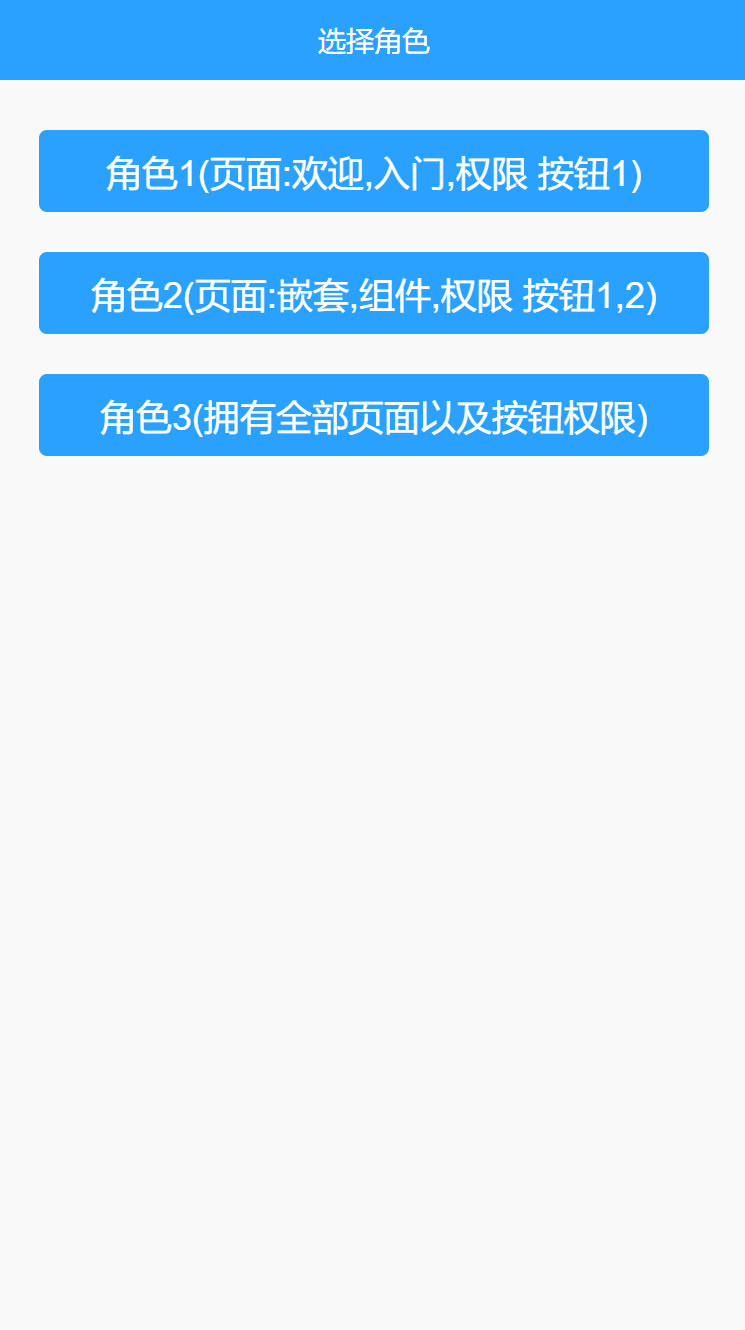 选择角色
角色1(页面:欢迎,入门,权限 按钮1)
角色2(页面:嵌套,组件,权限 按钮1,2)
角色3(拥有全部页面以及按钮权限)